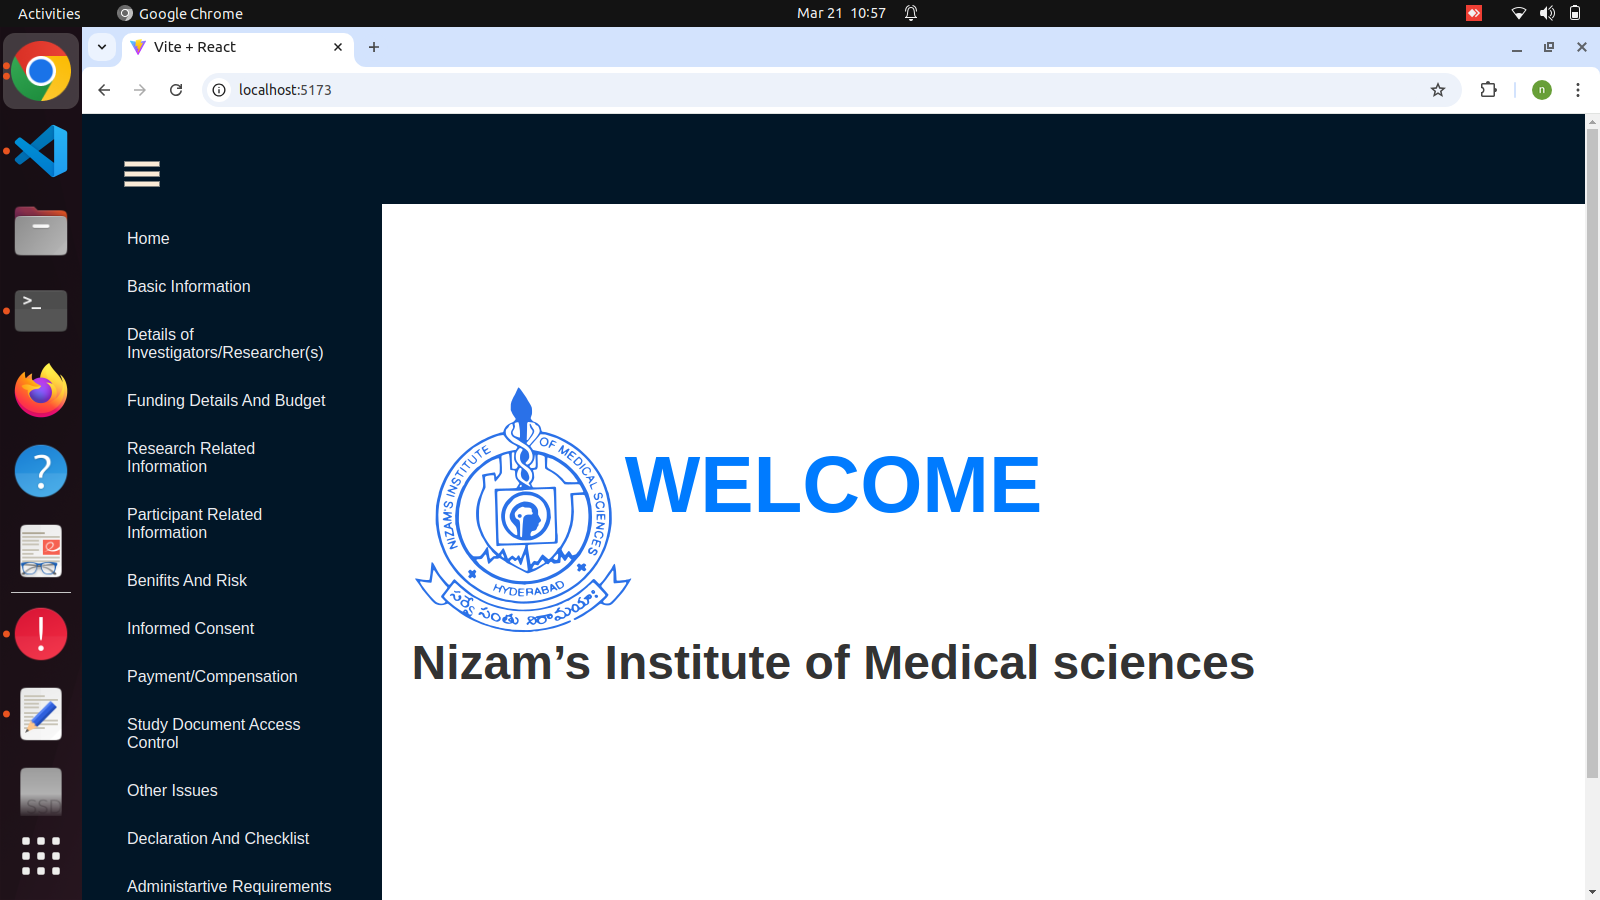 Activities
Google Chrome
Mar 21 10:57
Vite + React
localhost:5173
n
Home
Basic Information
Details of
Investigators/Researcher(s)
Funding Details And Budget
Research Related
Information
Participant Related
Information
Benifits And Risk
Informed Consent
Payment/Compensation
Study Document Access
Control
Other Issues
Declaration And Checklist
Administartive Requirements
NIZAM'S INSTITUTE OF MEDICAL SCIENCES
HYDERABAD
సర్వే సంతు నిరామయాః
WELCOME
Nizam’s Institute of Medical sciences
>_
?
!
SSD